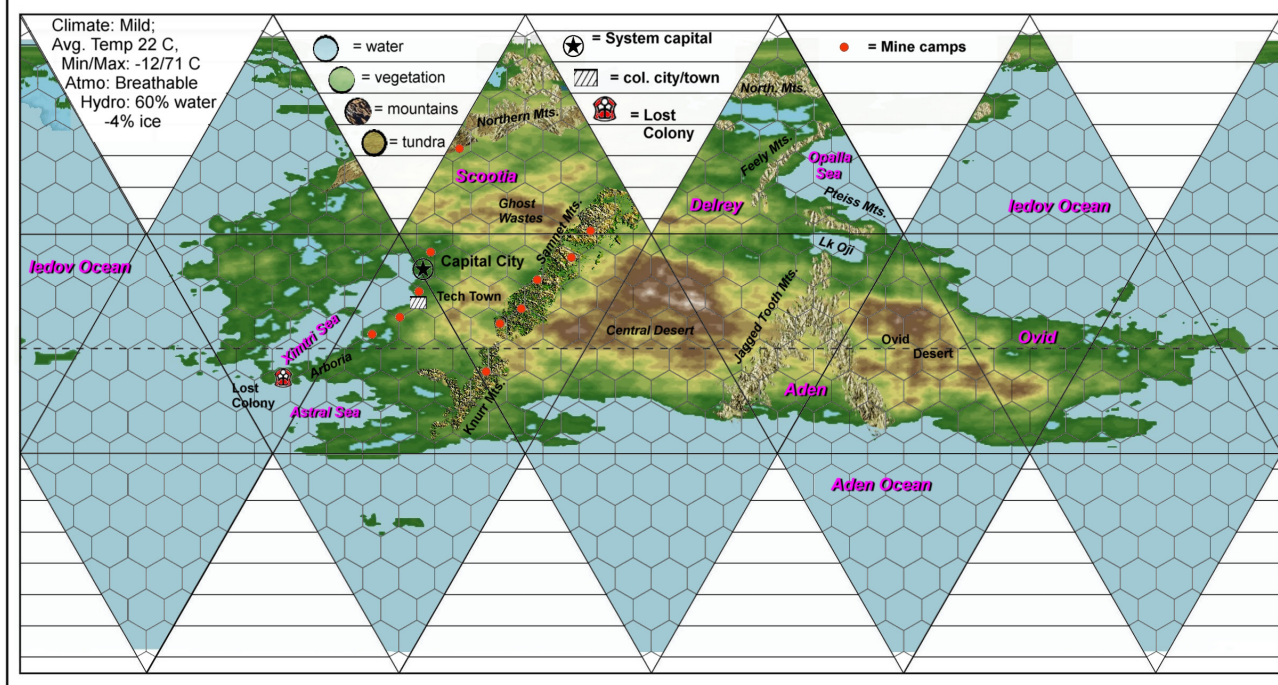 Climate: Mild;
Avg. Temp 22 C,
Min/Max: -12/71 C
Atmo: Breathable
Hydro: 60% water
-4% ice
= water
= vegetation
= mountains
= tundra
= System capital
= col. city/town
= Lost
Colony
= Mine camps
Northern Mts.
North. Mts.
Scootia
Feely Mts.
Opalla
Sea
Ghost
Wastes
Samnet Mts.
Delrey
Pteiss Mts.
Iedov Ocean
Lk Oji
Iedov Ocean
Capital City
Tech Town
Central Desert
Jagged Tooth Mts.
Ovid
Desert
Ovid
Ximtri Sea
Arboria
Lost
Colony
Astral Sea
Knurr Mts.
Aden
Aden Ocean